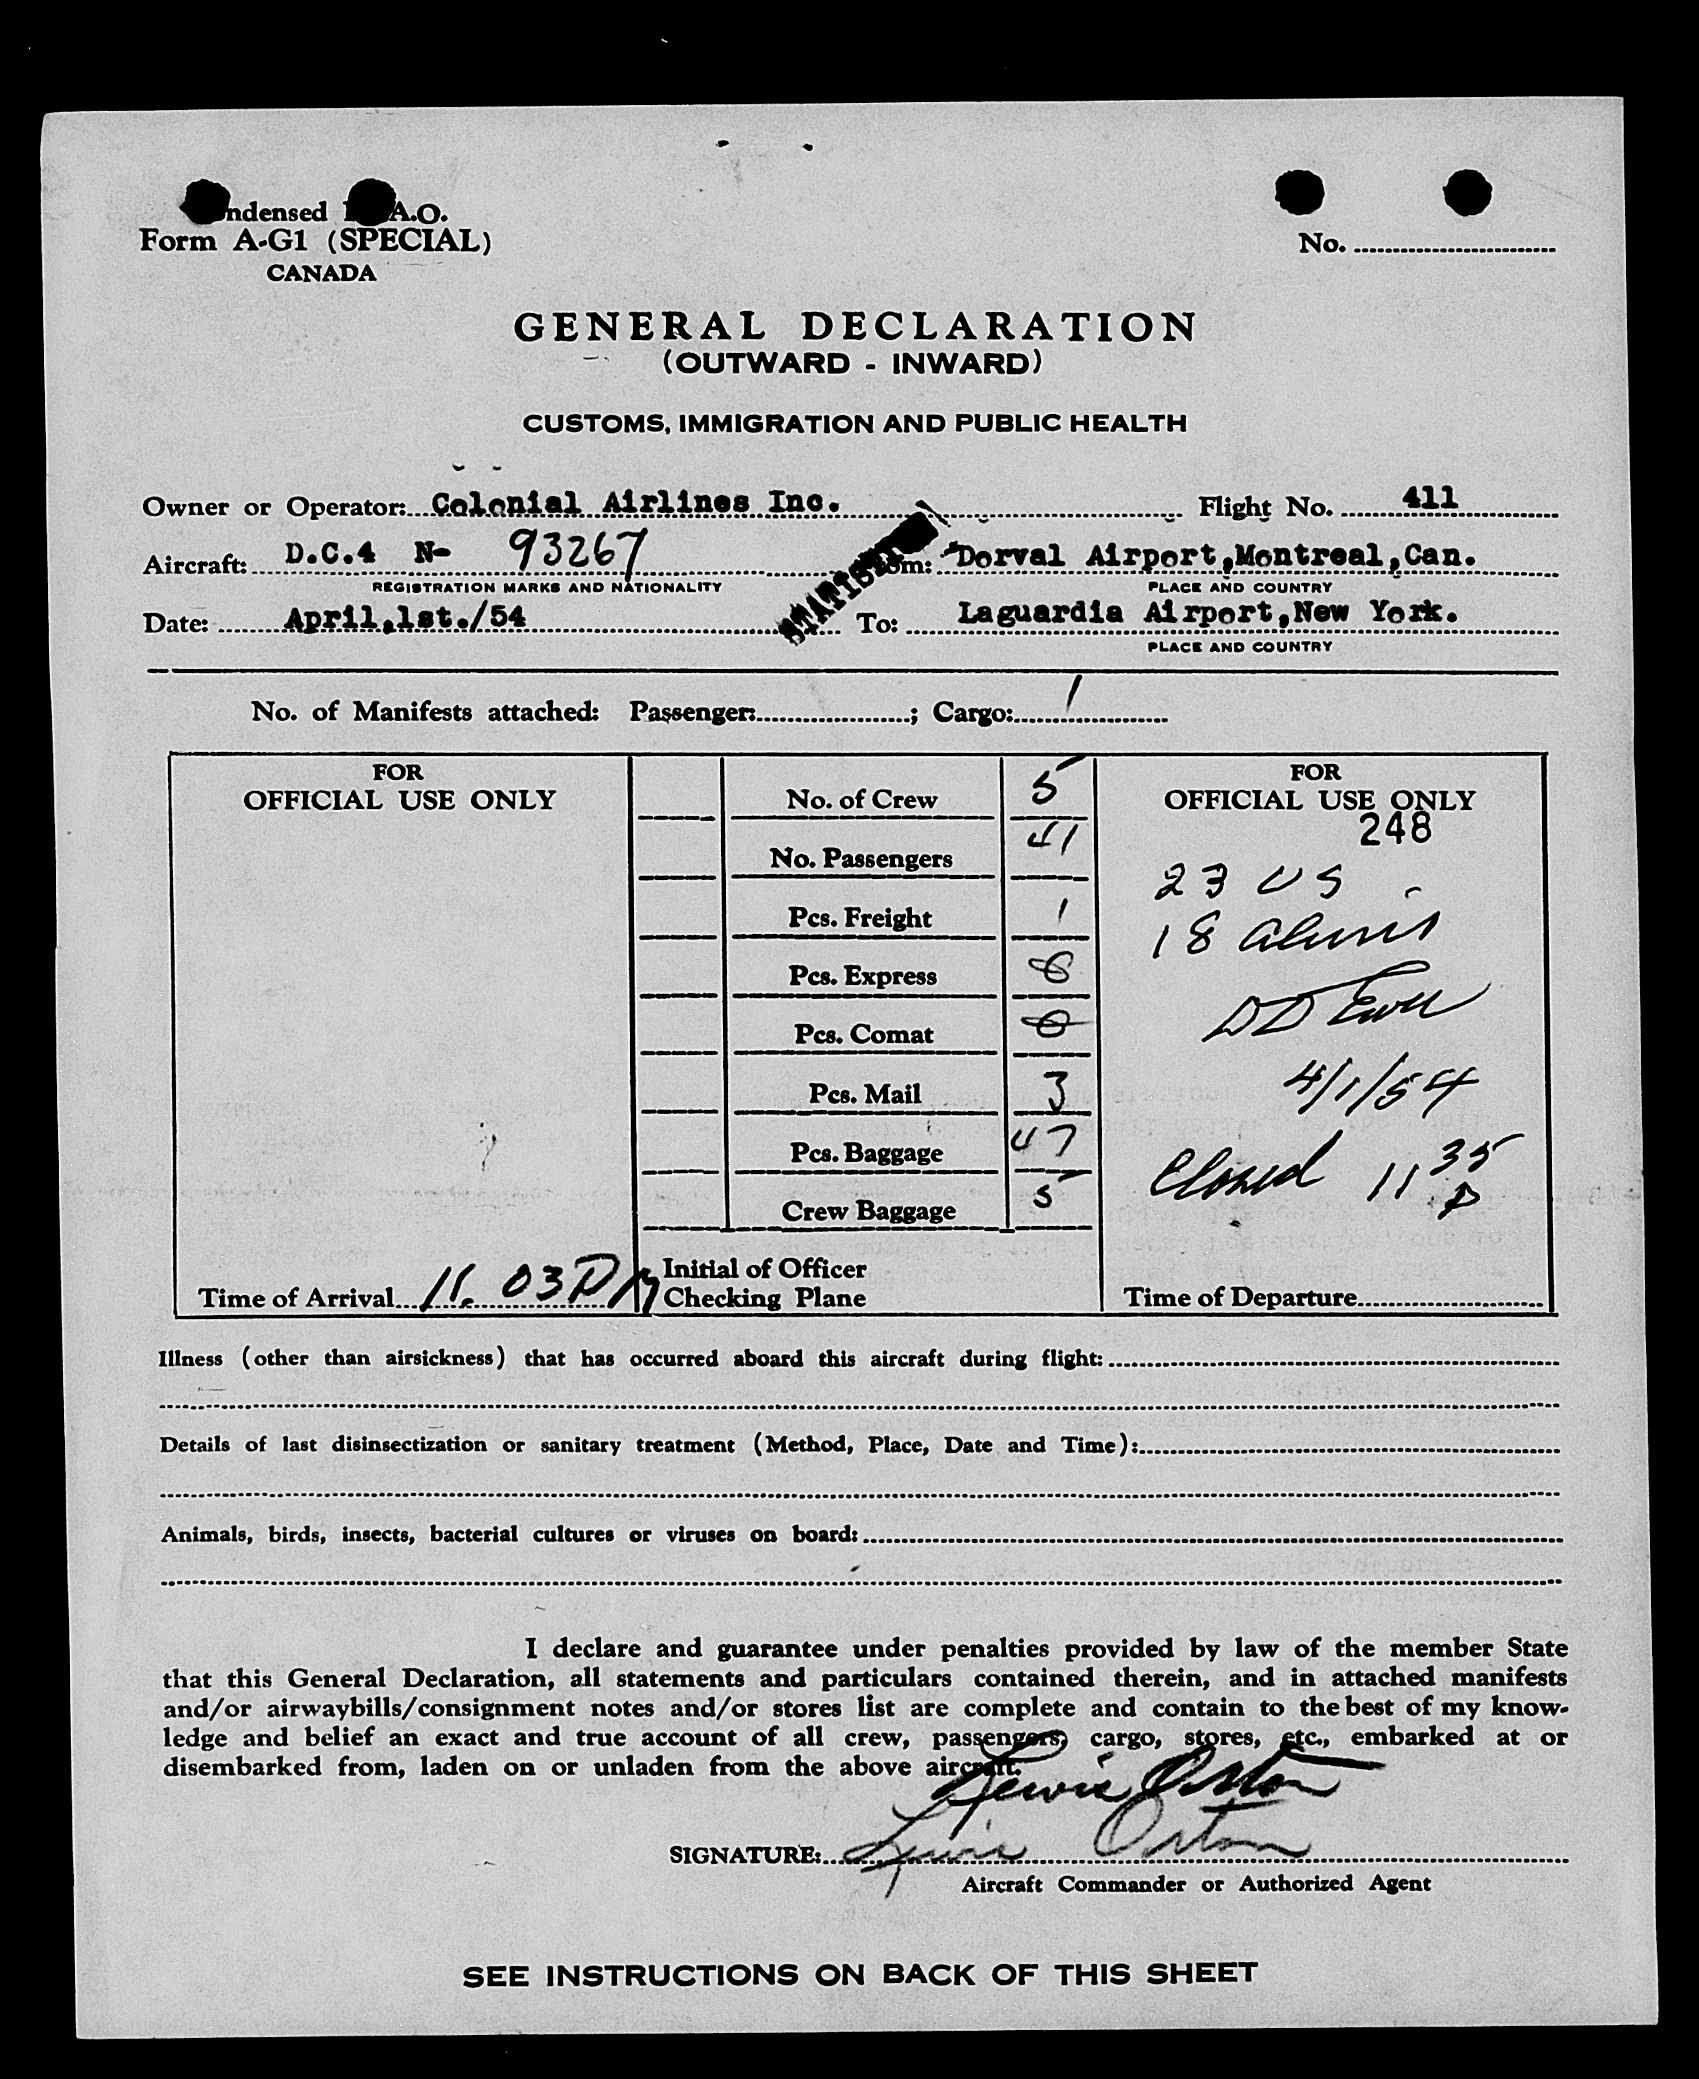 ndensed A.O.
Form A-G1 (SPECIAL)
CANADA
No.
GENERAL DECLARATION
(OUTWARD - INWARD)
CUSTOMS, IMMIGRATION AND PUBLIC HEALTH
Owner or Operator: Colonial Airlines Inc. Flight No. 411
Aircraft: D.C.4 N- 93267 om: Dorval Airport,Montreal,Can.
REGISTRATION MARKS AND NATIONALITY PLACE AND COUNTRY
Date: April,1st./54 To: Laguardia Airport,New York.
PLACE AND COUNTRY
No. of Manifests attached: Passenger: ; Cargo: 1
FOR
OFFICIAL USE ONLY
Time of Arrival 11.03 PM
No. of Crew 5
No. Passengers 41
Pcs. Freight 1
Pcs. Express 0
Pcs. Comat 0
Pcs. Mail 3
Pcs. Baggage 47
Crew Baggage 5
Initial of Officer
Checking Plane
FOR
OFFICIAL USE ONLY
248
23 US
18 aliens
4/1/54
Closed 11 35 P
Time of Departure
Illness (other than airsickness) that has occurred aboard this aircraft during flight:
Details of last disinsectization or sanitary treatment (Method, Place, Date and Time):
Animals, birds, insects, bacterial cultures or viruses on board:
I declare and guarantee under penalties provided by law of the member State
that this General Declaration, all statements and particulars contained therein, and in attached manifests
and/or airwaybills/consignment notes and/or stores list are complete and contain to the best of my know-
ledge and belief an exact and true account of all crew, passengers, cargo, stores, etc., embarked at or
disembarked from, laden on or unladen from the above aircraft.
Lewis Orton
SIGNATURE: Lewis Orton
Aircraft Commander or Authorized Agent
SEE INSTRUCTIONS ON BACK OF THIS SHEET